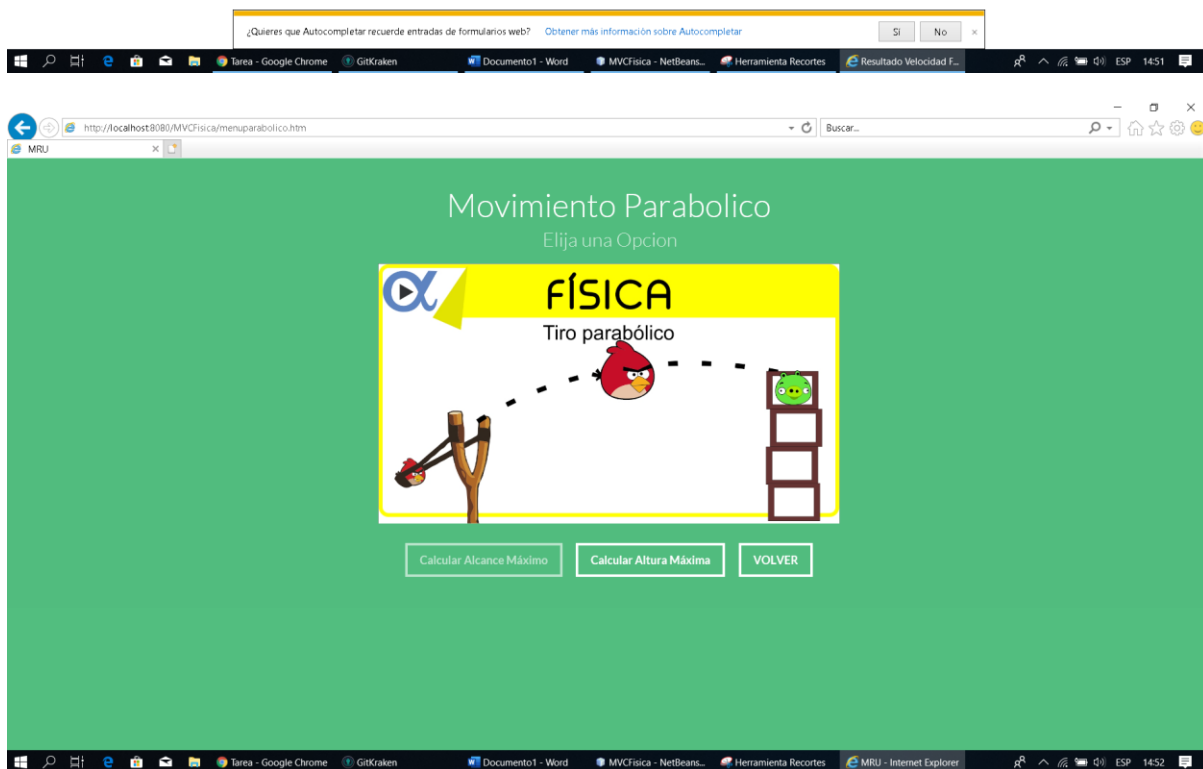 ¿Quieres que Autocompletar recuerde entradas de formularios web? Obtener más información sobre Autocompletar Sí No
Tarea - Google Chrome GitKraken Documento1 - Word MVCFisica - NetBeans... Herramienta Recortes Resultado Velocidad F... ESP 14:51
http://localhost:8080/MVCFisica/menuparabolico.htm Buscar...
MRU
Movimiento Parabolico
Elija una Opcion
FÍSICA
Tiro parabólico
Calcular Alcance Máximo Calcular Altura Máxima VOLVER
Tarea - Google Chrome GitKraken Documento1 - Word MVCFisica - NetBeans... Herramienta Recortes MRU - Internet Explorer ESP 14:52